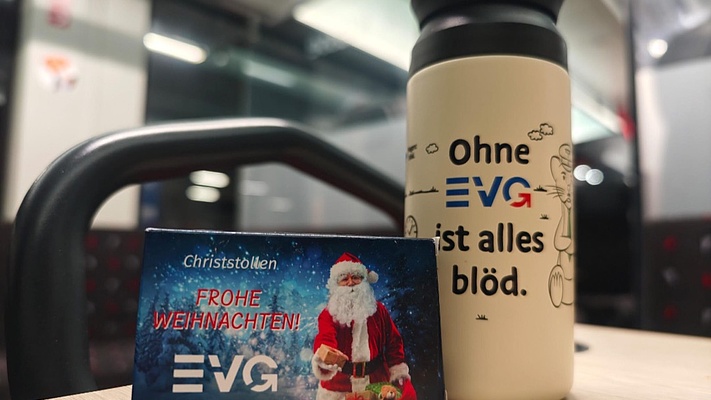 Ohne
EVG
ist alles
blöd.
Christstollen
FROHE
WEIHNACHTEN!
EVG